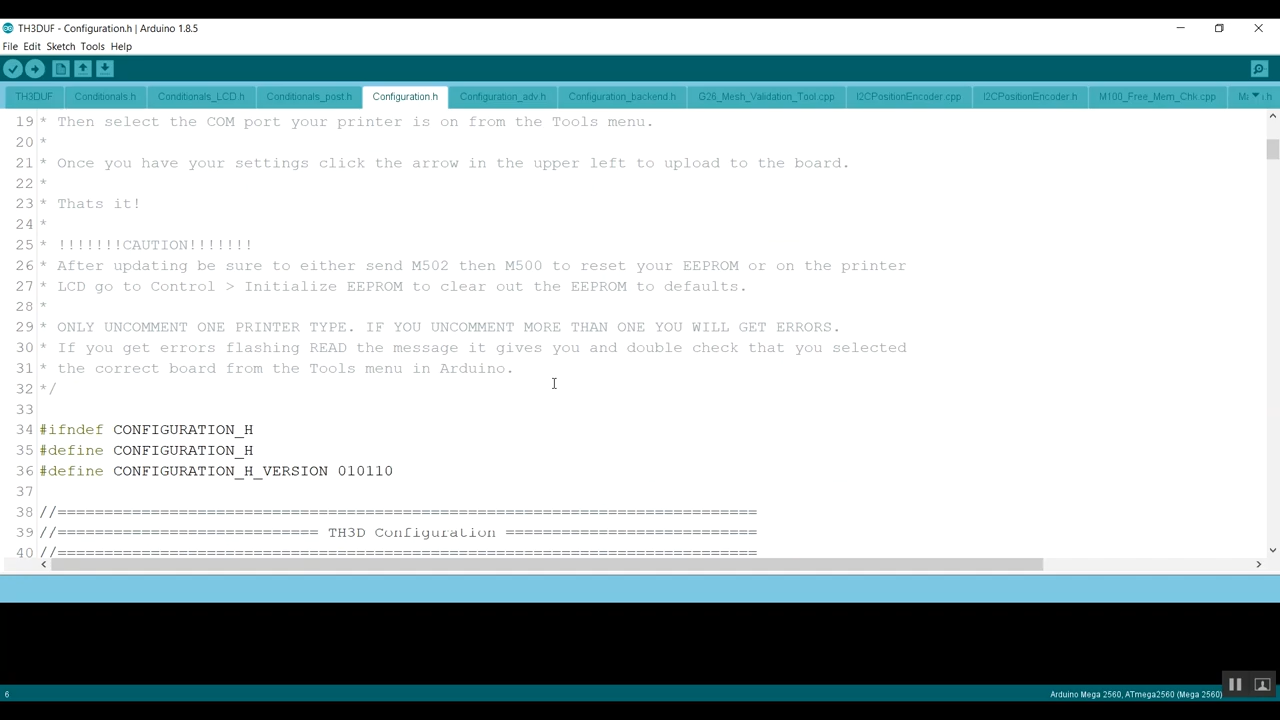 TH3DUF - Configuration.h | Arduino 1.8.5
File Edit Sketch Tools Help
TH3DUF Conditionals.h Conditionals_LCD.h Conditionals_post.h Configuration.h Configuration_adv.h Configuration_backend.h G26_Mesh_Validation_Tool.cpp I2CPositionEncoder.cpp I2CPositionEncoder.h M100_Free_Mem_Chk.cpp
19 * Then select the COM port your printer is on from the Tools menu.
20 *
21 * Once you have your settings click the arrow in the upper left to upload to the board.
22 *
23 * Thats it!
24 *
25 * !!!!!!!CAUTION!!!!!!!
26 * After updating be sure to either send M502 then M500 to reset your EEPROM or on the printer
27 * LCD go to Control > Initialize EEPROM to clear out the EEPROM to defaults.
28 *
29 * ONLY UNCOMMENT ONE PRINTER TYPE. IF YOU UNCOMMENT MORE THAN ONE YOU WILL GET ERRORS.
30 * If you get errors flashing READ the message it gives you and double check that you selected
31 * the correct board from the Tools menu in Arduino.
32 */
33
34 #ifndef CONFIGURATION_H
35 #define CONFIGURATION_H
36 #define CONFIGURATION_H_VERSION 010110
37
38 //===========================================================================
39 //============================ TH3D Configuration ===========================
40 //===========================================================================
6 Arduino Mega 2560, ATmega2560 (Mega 2560)